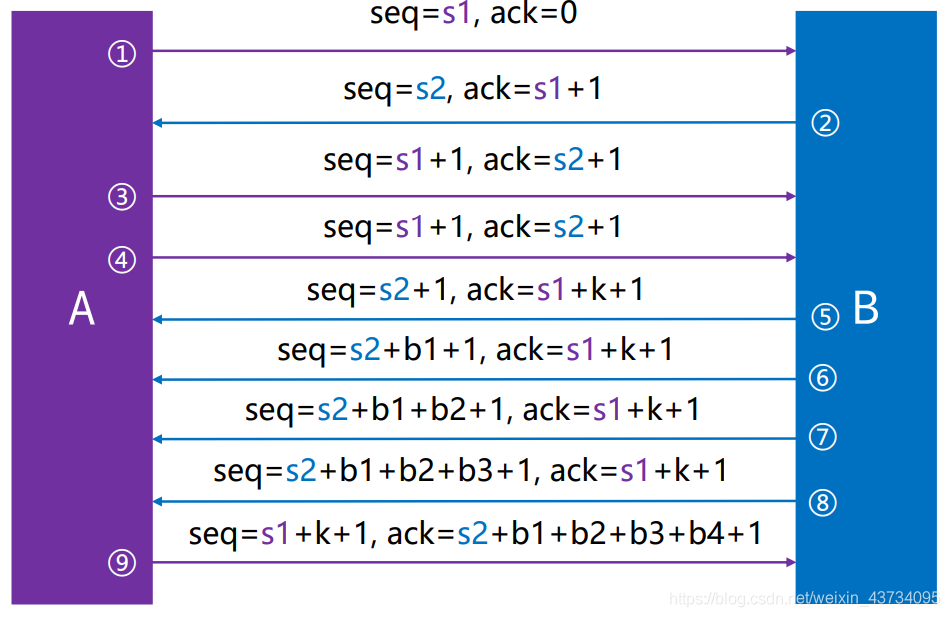 seq=s1, ack=0
①
seq=s2, ack=s1+1
②
seq=s1+1, ack=s2+1
③
seq=s1+1, ack=s2+1
④
seq=s2+1, ack=s1+k+1
A
⑤
B
seq=s2+b1+1, ack=s1+k+1
⑥
seq=s2+b1+b2+1, ack=s1+k+1
⑦
seq=s2+b1+b2+b3+1, ack=s1+k+1
⑧
seq=s1+k+1, ack=s2+b1+b2+b3+b4+1
⑨
https://blog.csdn.net/weixin_43734095